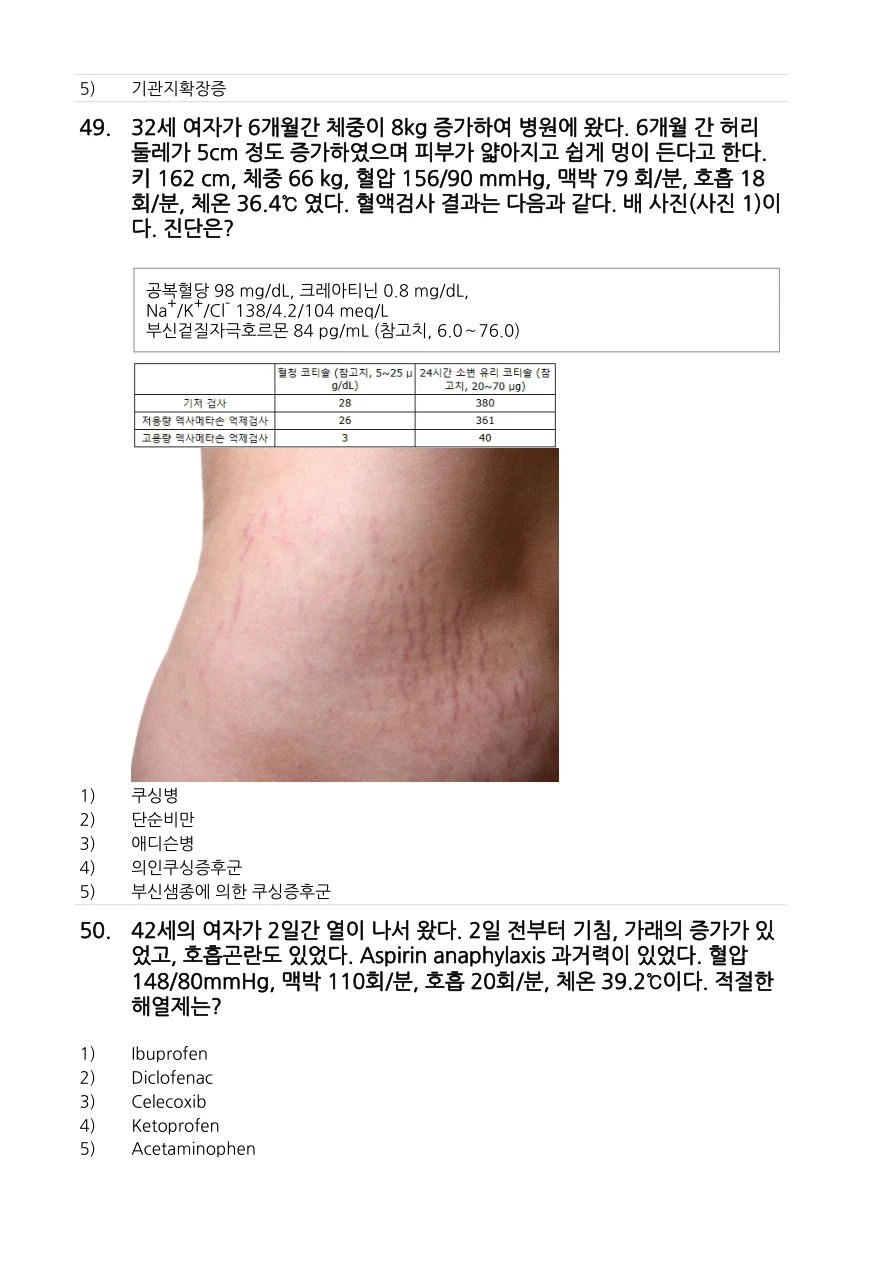 5) 기관지확장증
49. 32세 여자가 6개월간 체중이 8kg 증가하여 병원에 왔다. 6개월 간 허리
둘레가 5cm 정도 증가하였으며 피부가 얇아지고 쉽게 멍이 든다고 한다.
키 162 cm, 체중 66 kg, 혈압 156/90 mmHg, 맥박 79 회/분, 호흡 18
회/분, 체온 36.4℃ 였다. 혈액검사 결과는 다음과 같다. 배 사진(사진 1)이
다. 진단은?
공복혈당 98 mg/dL, 크레아티닌 0.8 mg/dL,
Na⁺/K⁺/Cl⁻ 138/4.2/104 meq/L
부신겉질자극호르몬 84 pg/mL (참고치, 6.0~76.0)
혈청 코티솔 (참고치, 5~25 μ 24시간 소변 유리 코티솔 (참
g/dL) 고치, 20~70 μg)
기저 검사 28 380
저용량 덱사메타손 억제검사 26 361
고용량 덱사메타손 억제검사 3 40
1) 쿠싱병
2) 단순비만
3) 애디슨병
4) 의인쿠싱증후군
5) 부신샘종에 의한 쿠싱증후군
50. 42세의 여자가 2일간 열이 나서 왔다. 2일 전부터 기침, 가래의 증가가 있
었고, 호흡곤란도 있었다. Aspirin anaphylaxis 과거력이 있었다. 혈압
148/80mmHg, 맥박 110회/분, 호흡 20회/분, 체온 39.2℃이다. 적절한
해열제는?
1) Ibuprofen
2) Diclofenac
3) Celecoxib
4) Ketoprofen
5) Acetaminophen